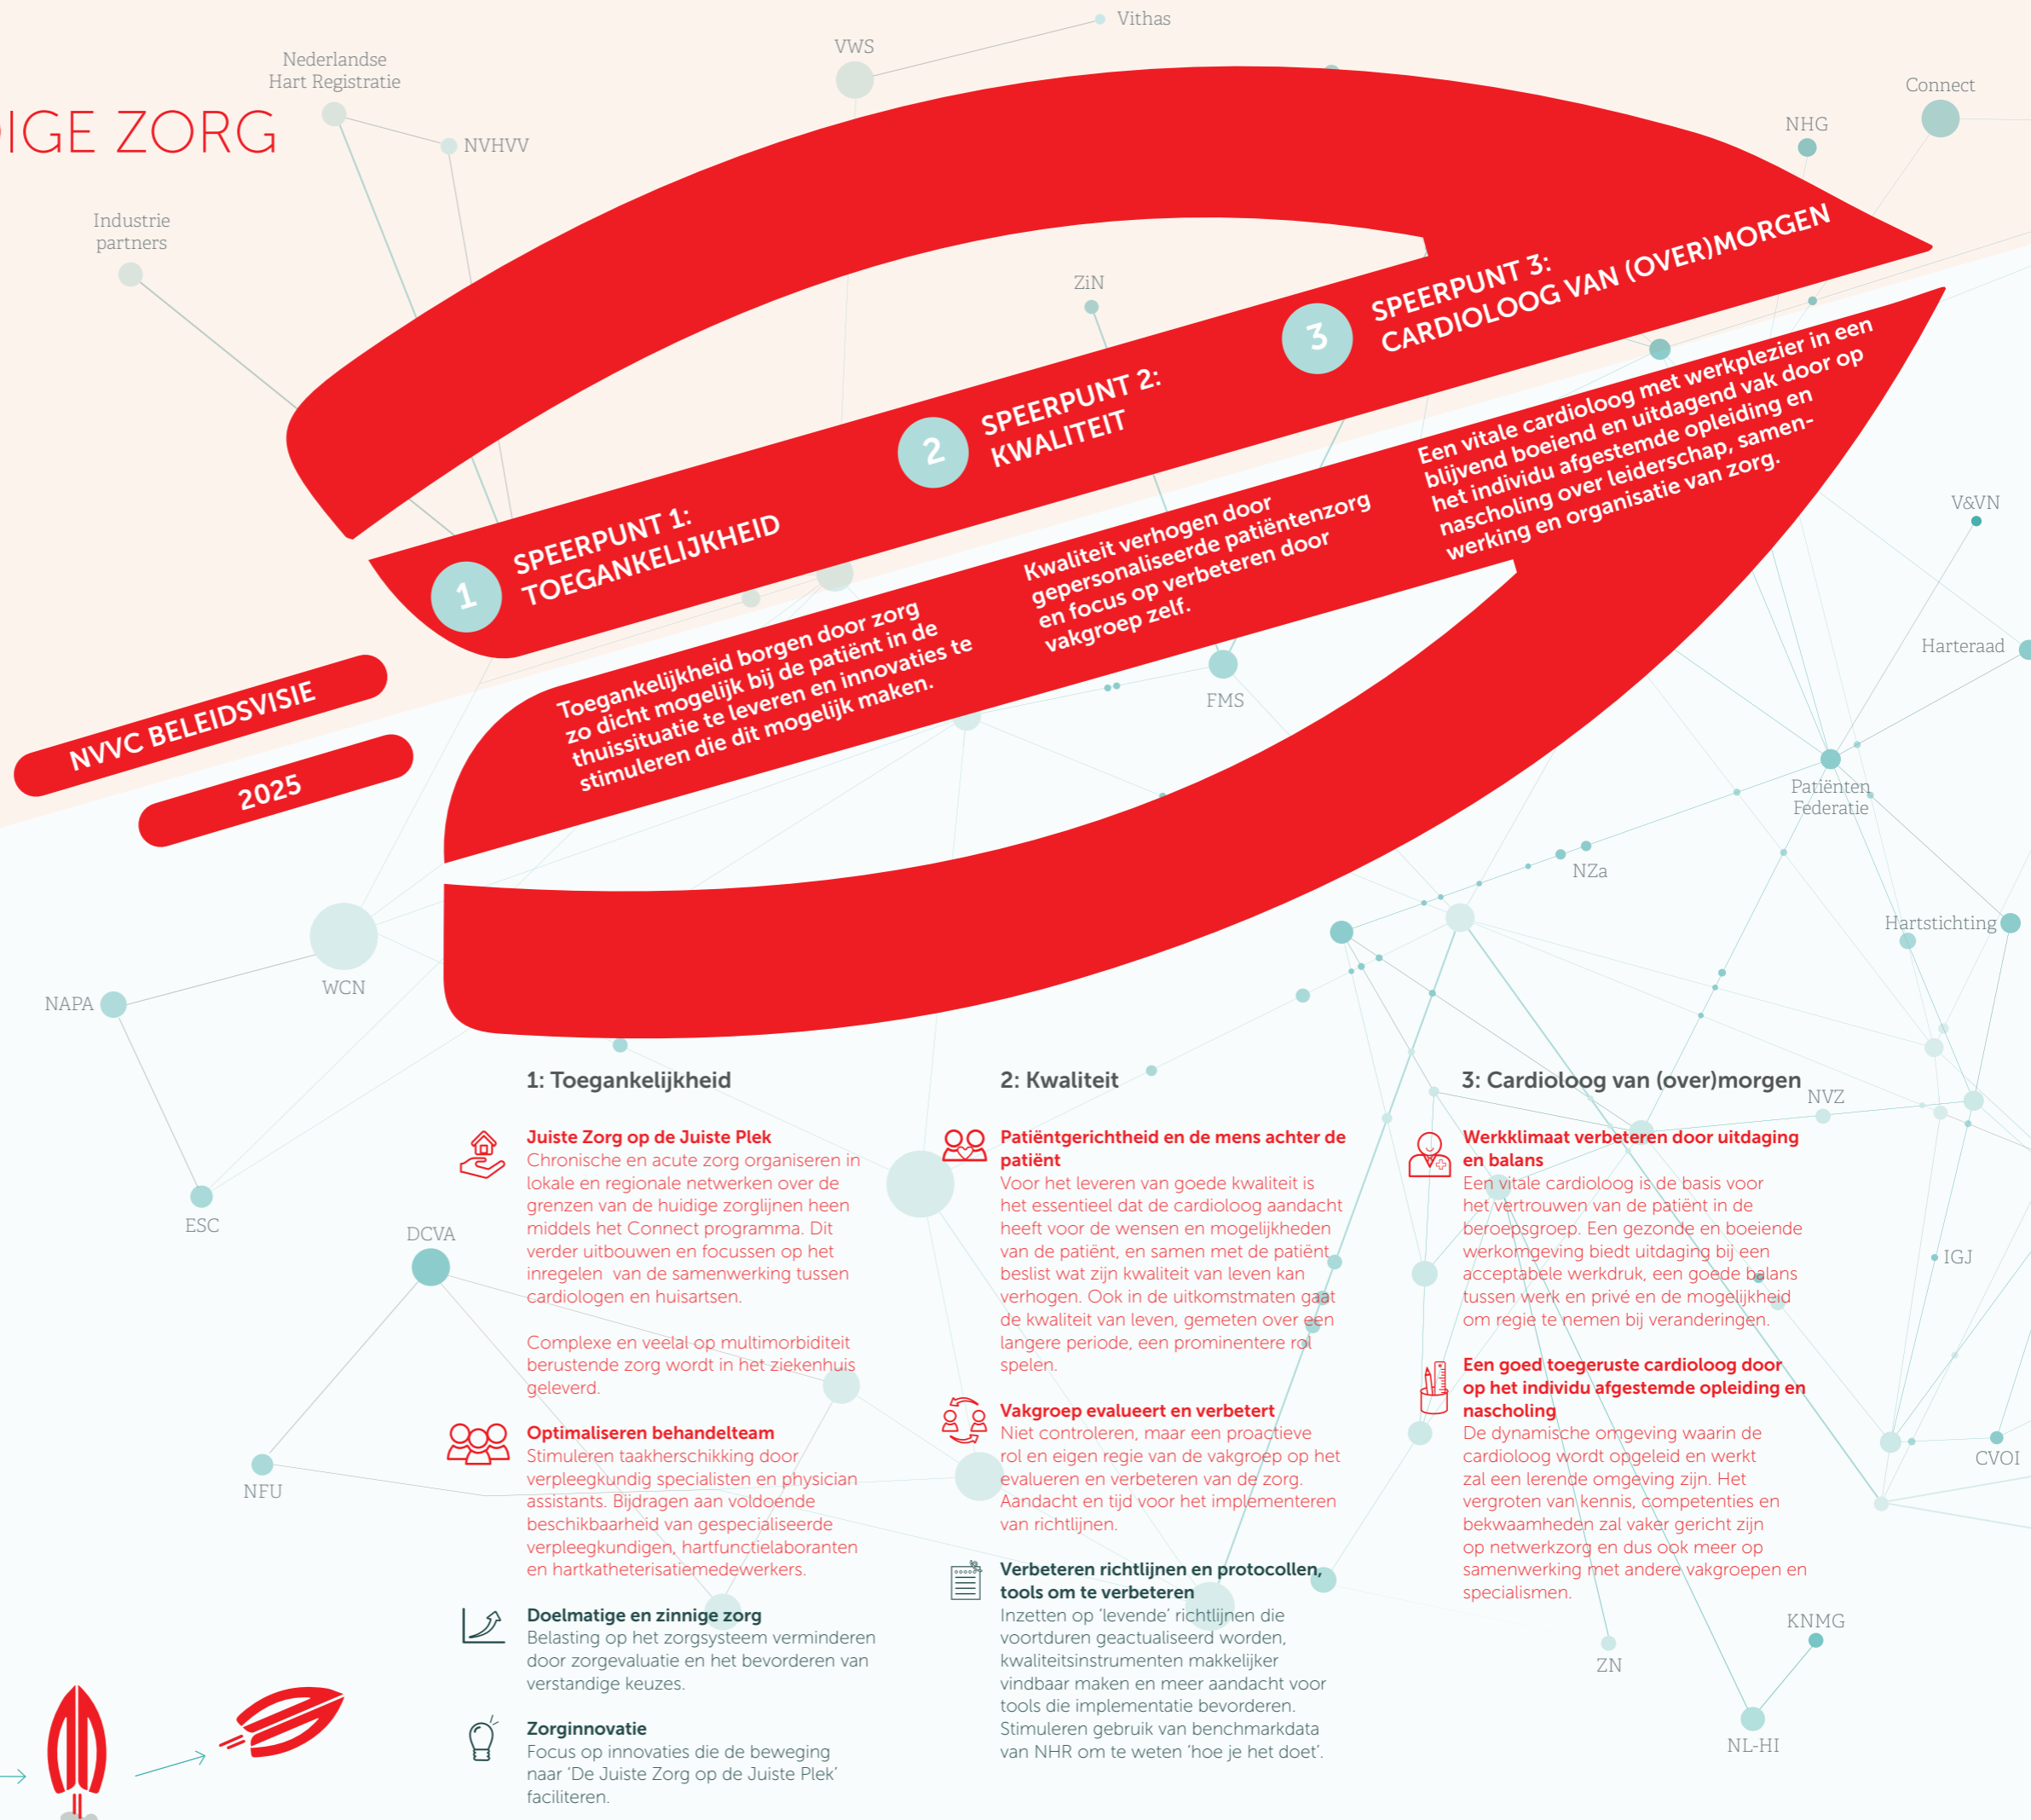 Vithas
VWS
Nederlandse
Hart Registratie
Connect
NHG
IGE ZORG
NVHVV
Industrie
partners
ZiN
3
SPEERPUNT 3:
CARDIOLOOG VAN (OVER)MORGEN
2
SPEERPUNT 2:
KWALITEIT
1
SPEERPUNT 1:
TOEGANKELIJKHEID
Een vitale cardioloog met werkplezier in een
blijvend boeiend en uitdagend vak door op
het individu afgestemde opleiding en
nascholing over leiderschap, samen-
werking en organisatie van zorg.
Kwaliteit verhogen door
gepersonaliseerde patiëntenzorg
en focus op verbeteren door
vakgroep zelf.
Toegankelijkheid borgen door zorg
zo dicht mogelijk bij de patiënt in de
thuissituatie te leveren en innovaties te
stimuleren die dit mogelijk maken.
NVVC BELEIDSVISIE
2025
V&VN
Harteraad
FMS
Patiënten
Federatie
NZa
Hartstichting
WCN
NAPA
ESC
DCVA
NFU
NVZ
IGJ
CVOI
KNMG
ZN
NL-HI
1: Toegankelijkheid
Juiste Zorg op de Juiste Plek
Chronische en acute zorg organiseren in
lokale en regionale netwerken over de
grenzen van de huidige zorglijnen heen
middels het Connect programma. Dit
verder uitbouwen en focussen op het
inregelen  van de samenwerking tussen
cardiologen en huisartsen.
Complexe en veelal op multimorbiditeit
berustende zorg wordt in het ziekenhuis
geleverd.
Optimaliseren behandelteam
Stimuleren taakherschikking door
verpleegkundig specialisten en physician
assistants. Bijdragen aan voldoende
beschikbaarheid van gespecialiseerde
verpleegkundigen, hartfunctielaboranten
en hartkatheterisatiemedewerkers.
Doelmatige en zinnige zorg
Belasting op het zorgsysteem verminderen
door zorgevaluatie en het bevorderen van
verstandige keuzes.
Zorginnovatie
Focus op innovaties die de beweging
naar ‘De Juiste Zorg op de Juiste Plek’
faciliteren.
2: Kwaliteit
Patiëntgerichtheid en de mens achter de
patiënt
Voor het leveren van goede kwaliteit is
het essentieel dat de cardioloog aandacht
heeft voor de wensen en mogelijkheden
van de patiënt, en samen met de patiënt
beslist wat zijn kwaliteit van leven kan
verhogen. Ook in de uitkomstmaten gaat
de kwaliteit van leven, gemeten over een
langere periode, een prominentere rol
spelen.
Vakgroep evalueert en verbetert
Niet controleren, maar een proactieve
rol en eigen regie van de vakgroep op het
evalueren en verbeteren van de zorg.
Aandacht en tijd voor het implementeren
van richtlijnen.
Verbeteren richtlijnen en protocollen,
tools om te verbeteren
Inzetten op ‘levende’ richtlijnen die
voortduren geactualiseerd worden,
kwaliteitsinstrumenten makkelijker
vindbaar maken en meer aandacht voor
tools die implementatie bevorderen.
Stimuleren gebruik van benchmarkdata
van NHR om te weten ‘hoe je het doet’.
3: Cardioloog van (over)morgen
Werkklimaat verbeteren door uitdaging
en balans
Een vitale cardioloog is de basis voor
het vertrouwen van de patiënt in de
beroepsgroep. Een gezonde en boeiende
werkomgeving biedt uitdaging bij een
acceptabele werkdruk, een goede balans
tussen werk en privé en de mogelijkheid
om regie te nemen bij veranderingen.
Een goed toegeruste cardioloog door
op het individu afgestemde opleiding en
nascholing
De dynamische omgeving waarin de
cardioloog wordt opgeleid en werkt
zal een lerende omgeving zijn. Het
vergroten van kennis, competenties en
bekwaamheden zal vaker gericht zijn
op netwerkzorg en dus ook meer op
samenwerking met andere vakgroepen en
specialismen.